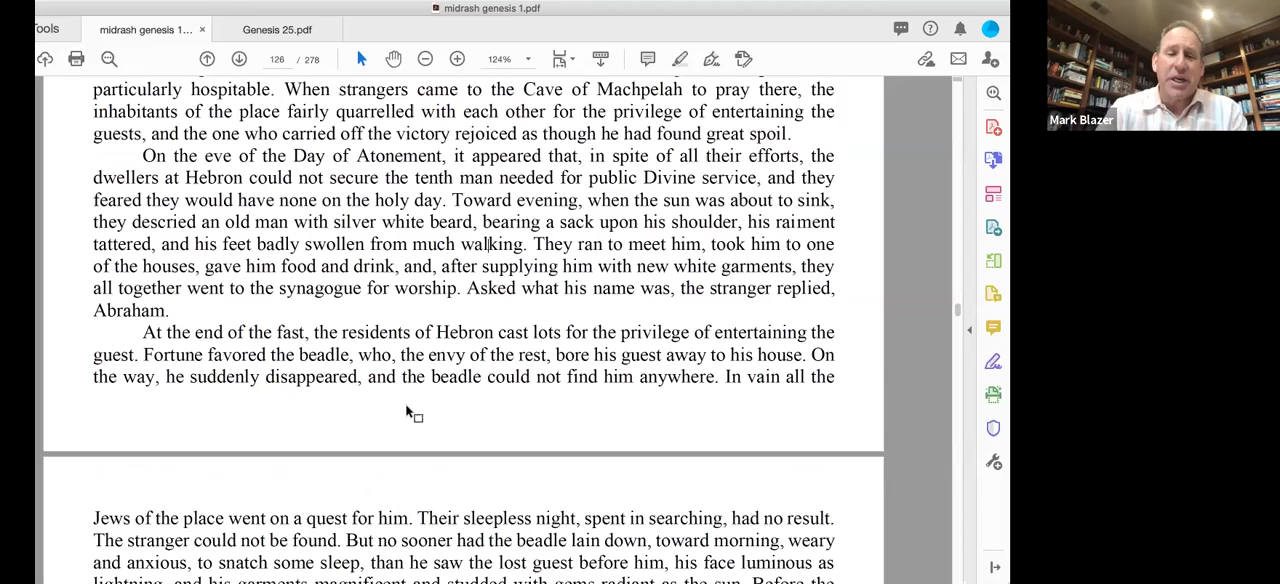 midrash genesis 1.pdf
Tools
midrash genesis 1... ×
Genesis 25.pdf
126 / 278
124%
particularly hospitable. When strangers came to the Cave of Machpelah to pray there, the
inhabitants of the place fairly quarrelled with each other for the privilege of entertaining the
guests, and the one who carried off the victory rejoiced as though he had found great spoil.
On the eve of the Day of Atonement, it appeared that, in spite of all their efforts, the
dwellers at Hebron could not secure the tenth man needed for public Divine service, and they
feared they would have none on the holy day. Toward evening, when the sun was about to sink,
they descried an old man with silver white beard, bearing a sack upon his shoulder, his raiment
tattered, and his feet badly swollen from much walking. They ran to meet him, took him to one
of the houses, gave him food and drink, and, after supplying him with new white garments, they
all together went to the synagogue for worship. Asked what his name was, the stranger replied,
Abraham.
At the end of the fast, the residents of Hebron cast lots for the privilege of entertaining the
guest. Fortune favored the beadle, who, the envy of the rest, bore his guest away to his house. On
the way, he suddenly disappeared, and the beadle could not find him anywhere. In vain all the
Jews of the place went on a quest for him. Their sleepless night, spent in searching, had no result.
The stranger could not be found. But no sooner had the beadle lain down, toward morning, weary
and anxious, to snatch some sleep, than he saw the lost guest before him, his face luminous as
lightning, and his garments magnificent and studded with gems radiant as the sun. Before the
Mark Blazer